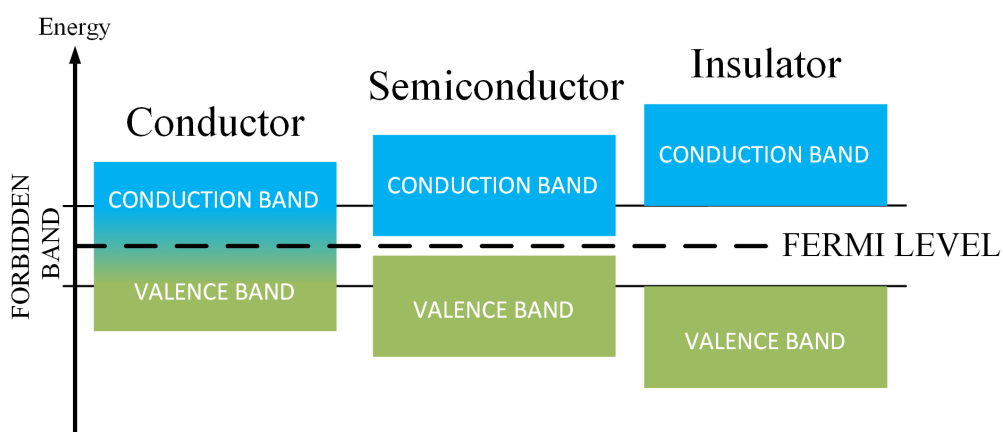 Energy
Conductor
Semiconductor
Insulator
CONDUCTION BAND
CONDUCTION BAND
CONDUCTION BAND
FORBIDDEN
BAND
FERMI LEVEL
VALENCE BAND
VALENCE BAND
VALENCE BAND